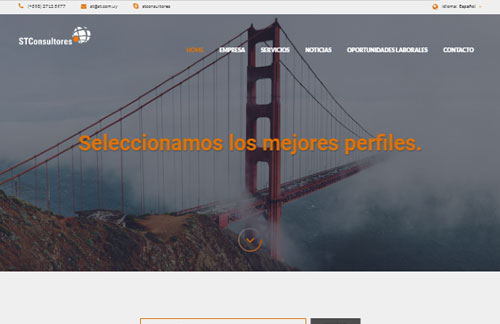 (+598) 2712 5977 st@st.com.uy stconsultores Idioma: Español
STConsultores
HOME EMPRESA SERVICIOS NOTICIAS OPORTUNIDADES LABORALES CONTACTO
Seleccionamos los mejores perfiles.